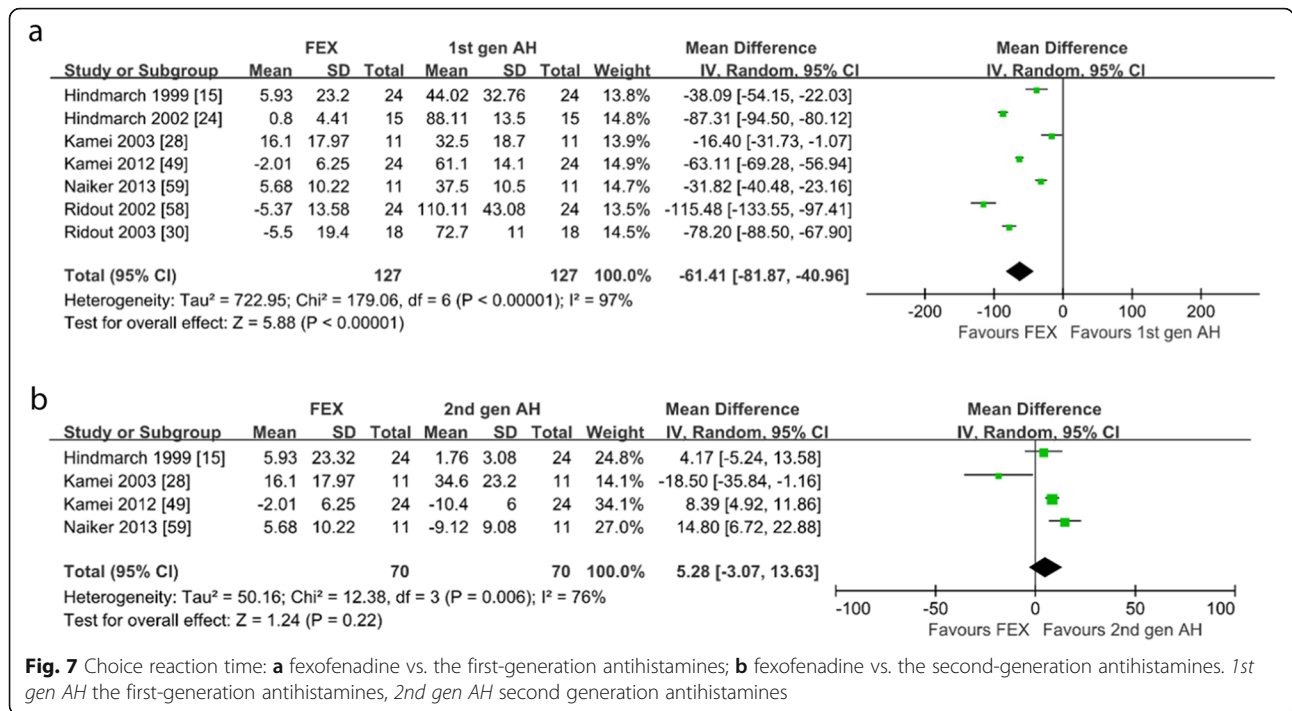 a
FEX 1st gen AH Mean Difference Mean Difference
Study or Subgroup Mean SD Total Mean SD Total Weight IV, Random, 95% CI IV, Random, 95% CI
Hindmarch 1999 [15] 5.93 23.2 24 44.02 32.76 24 13.8% -38.09 [-54.15, -22.03]
Hindmarch 2002 [24] 0.8 4.41 15 88.11 13.5 15 14.8% -87.31 [-94.50, -80.12]
Kamei 2003 [28] 16.1 17.97 11 32.5 18.7 11 13.9% -16.40 [-31.73, -1.07]
Kamei 2012 [49] -2.01 6.25 24 61.1 14.1 24 14.9% -63.11 [-69.28, -56.94]
Naiker 2013 [59] 5.68 10.22 11 37.5 10.5 11 14.7% -31.82 [-40.48, -23.16]
Ridout 2002 [58] -5.37 13.58 24 110.11 43.08 24 13.5% -115.48 [-133.55, -97.41]
Ridout 2003 [30] -5.5 19.4 18 72.7 11 18 14.5% -78.20 [-88.50, -67.90]
Total (95% CI) 127 127 100.0% -61.41 [-81.87, -40.96]
Heterogeneity: Tau² = 722.95; Chi² = 179.06, df = 6 (P < 0.00001); I² = 97%
Test for overall effect: Z = 5.88 (P < 0.00001)
-200 -100 0 100 200
Favours FEX Favours 1st gen AH
b
FEX 2nd gen AH Mean Difference Mean Difference
Study or Subgroup Mean SD Total Mean SD Total Weight IV, Random, 95% CI IV, Random, 95% CI
Hindmarch 1999 [15] 5.93 23.32 24 1.76 3.08 24 24.8% 4.17 [-5.24, 13.58]
Kamei 2003 [28] 16.1 17.97 11 34.6 23.2 11 14.1% -18.50 [-35.84, -1.16]
Kamei 2012 [49] -2.01 6.25 24 -10.4 6 24 34.1% 8.39 [4.92, 11.86]
Naiker 2013 [59] 5.68 10.22 11 -9.12 9.08 11 27.0% 14.80 [6.72, 22.88]
Total (95% CI) 70 70 100.0% 5.28 [-3.07, 13.63]
Heterogeneity: Tau² = 50.16; Chi² = 12.38, df = 3 (P = 0.006); I² = 76%
Test for overall effect: Z = 1.24 (P = 0.22)
-100 -50 0 50 100
Favours FEX Favours 2nd gen AH
Fig. 7 Choice reaction time: a fexofenadine vs. the first-generation antihistamines; b fexofenadine vs. the second-generation antihistamines. 1st
gen AH the first-generation antihistamines, 2nd gen AH second generation antihistamines